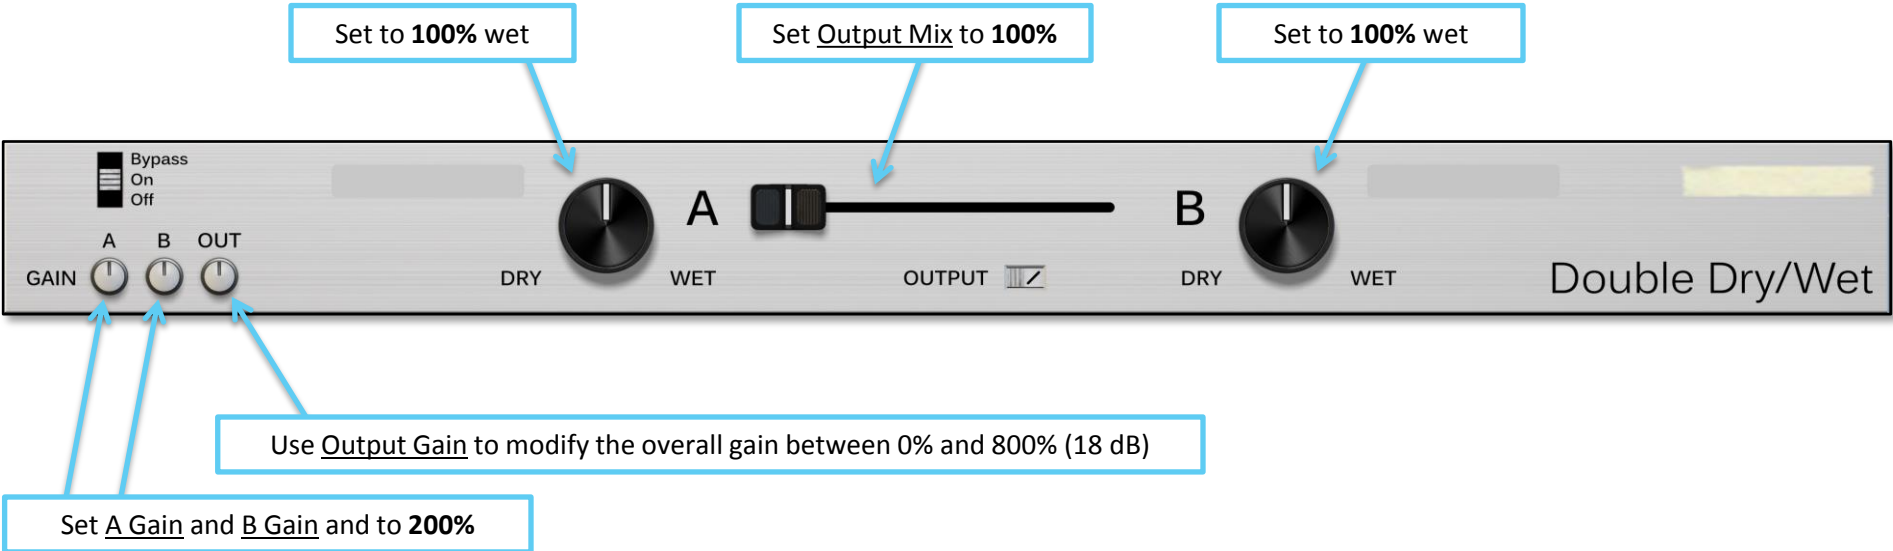 Set to 100% wet
Set Output Mix to 100%
Set to 100% wet
Bypass
On
Off
A B OUT
GAIN
A
B
DRY WET
OUTPUT
DRY WET
Double Dry/Wet
Use Output Gain to modify the overall gain between 0% and 800% (18 dB)
Set A Gain and B Gain and to 200%